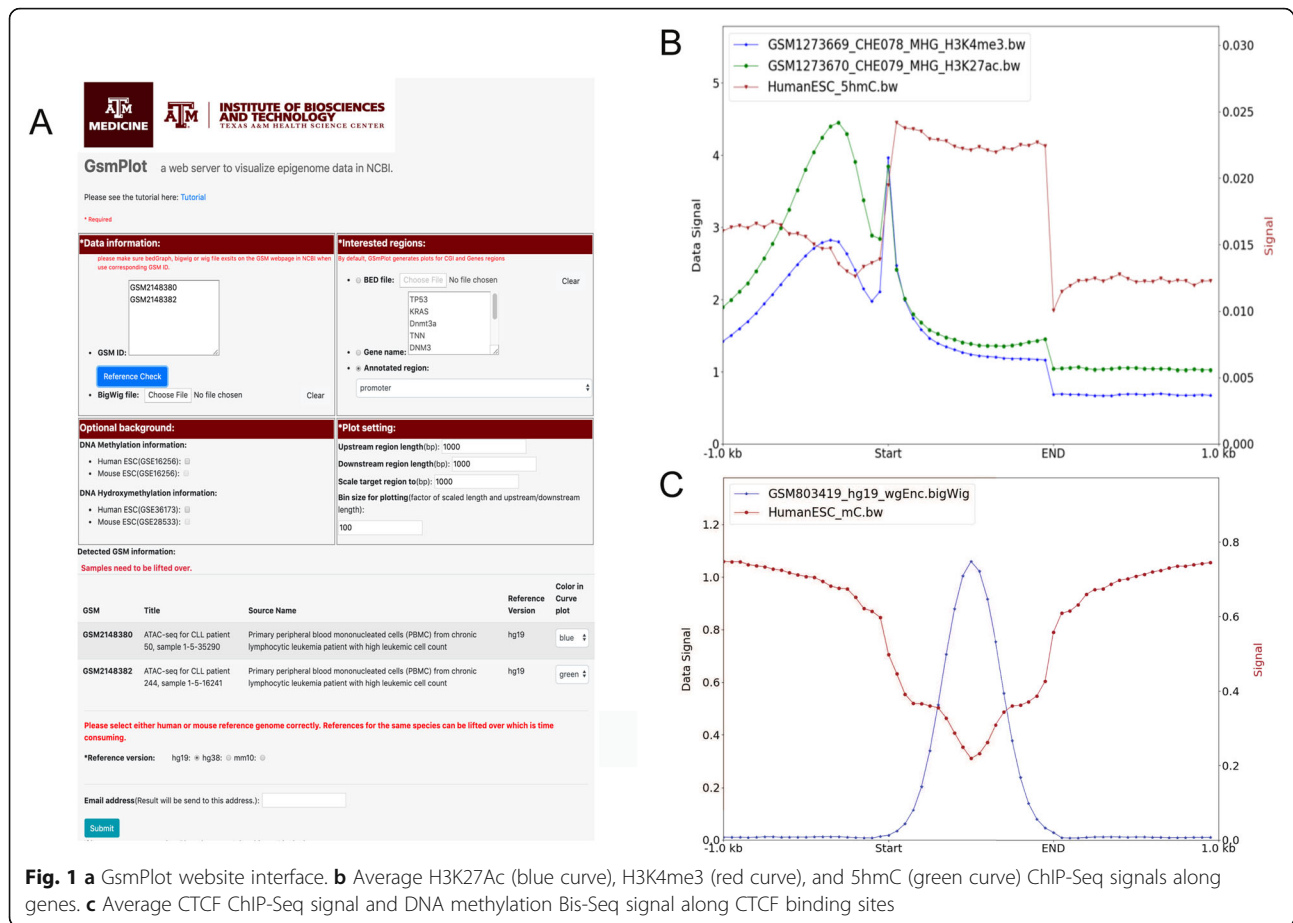 A
ATM
MEDICINE
ATM
INSTITUTE OF BIOSCIENCES
AND TECHNOLOGY
TEXAS A&M HEALTH SCIENCE CENTER
GsmPlot a web server to visualize epigenome data in NCBI.
Please see the tutorial here: Tutorial
* Required
*Data information:
please make sure bedGraph, bigwig or wig file exsits on the GSM webpage in NCBI when
use corresponding GSM ID.
GSM2148380
GSM2148382
• GSM ID:
Reference Check
• BigWig file: Choose File No file chosen Clear
*Interested regions:
By default, GSmPlot generates plots for CGI and Genes regions
• BED file: Choose File No file chosen Clear
TP53
KRAS
Dnmt3a
TNN
DNM3
• Gene name:
• Annotated region:
promoter
Optional background:
DNA Methylation information:
• Human ESC(GSE16256):
• Mouse ESC(GSE16256):
DNA Hydroxymethylation information:
• Human ESC(GSE36173):
• Mouse ESC(GSE28533):
*Plot setting:
Upstream region length(bp): 1000
Downstream region length(bp): 1000
Scale target region to(bp): 1000
Bin size for plotting(factor of scaled length and upstream/downstream
length):
100
Detected GSM information:
Samples need to be lifted over.
GSM Title Source Name Reference Version Color in Curve plot
GSM2148380 ATAC-seq for CLL patient 50, sample 1-5-35290 Primary peripheral blood mononucleated cells (PBMC) from chronic lymphocytic leukemia patient with high leukemic cell count hg19 blue
GSM2148382 ATAC-seq for CLL patient 244, sample 1-5-16241 Primary peripheral blood mononucleated cells (PBMC) from chronic lymphocytic leukemia patient with high leukemic cell count hg19 green
Please select either human or mouse reference genome correctly. References for the same species can be lifted over which is time
consuming.
*Reference version: hg19: hg38: mm10:
Email address(Result will be send to this address.):
Submit
B
GSM1273669_CHE078_MHG_H3K4me3.bw
GSM1273670_CHE079_MHG_H3K27ac.bw
HumanESC_5hmC.bw
Data Signal
5
4
3
2
1
0
0.030
0.025
0.020
0.015
0.010
0.005
0.000
Signal
-1.0 kb Start END 1.0 kb
C
GSM803419_hg19_wgEnc.bigWig
HumanESC_mC.bw
Data Signal
1.2
1.0
0.8
0.6
0.4
0.2
0.0
0.8
0.6
0.4
0.2
0.0
Signal
-1.0 kb Start END 1.0 kb
Fig. 1 a GsmPlot website interface. b Average H3K27Ac (blue curve), H3K4me3 (red curve), and 5hmC (green curve) ChIP-Seq signals along
genes. c Average CTCF ChIP-Seq signal and DNA methylation Bis-Seq signal along CTCF binding sites